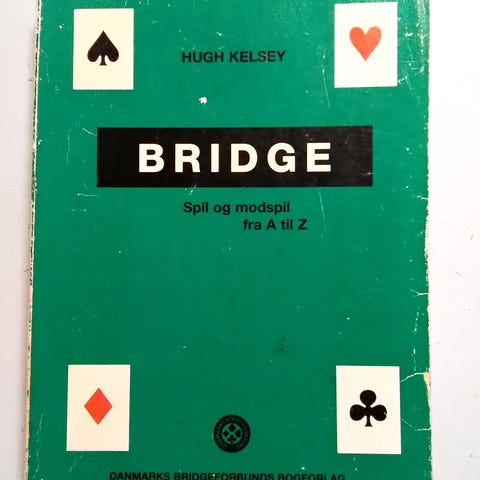 HUGH KELSEY
BRIDGE
Spil og modspil
fra A til Z
DANMARKS BRIDGEFORBUNDS BOGFORLAG